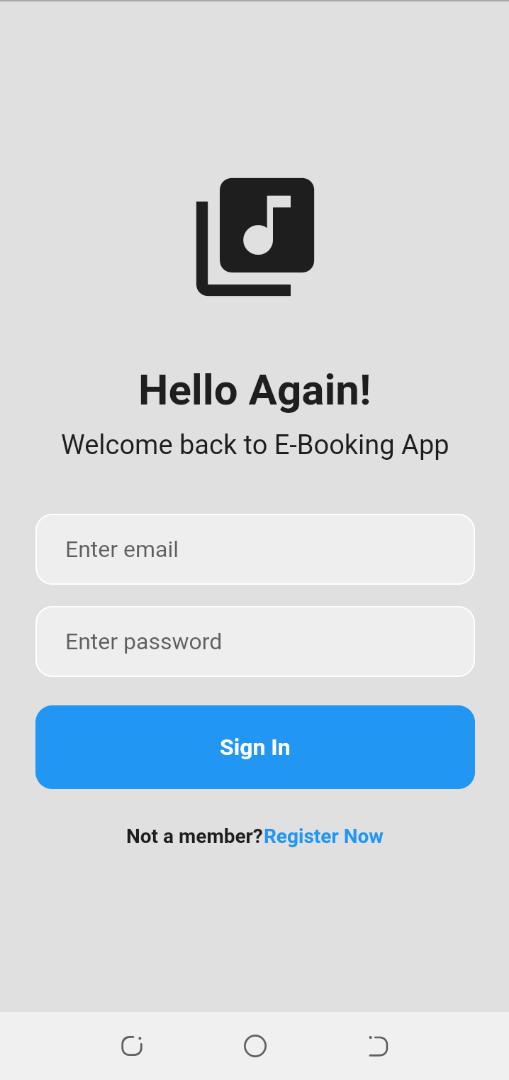 Hello Again!
Welcome back to E-Booking App
Enter email
Enter password
Sign In
Not a member?Register Now